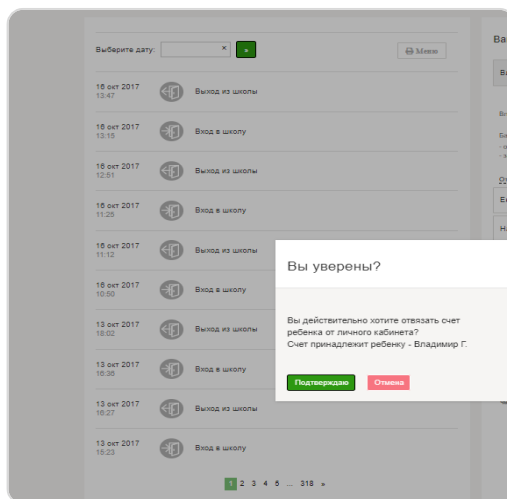 Выберите дату:
×
»
Меню
16 окт 2017
13:47
Выход из школы
16 окт 2017
13:15
Вход в школу
16 окт 2017
12:51
Выход из школы
16 окт 2017
11:25
Вход в школу
16 окт 2017
11:12
Выход из школы
16 окт 2017
10:50
Вход в школу
13 окт 2017
18:02
Выход из школы
13 окт 2017
16:36
Вход в школу
13 окт 2017
16:27
Выход из школы
13 окт 2017
15:23
Вход в школу
1 2 3 4 5 ... 318 »
Ва
Вы уверены?
Вы действительно хотите отвязать счет
ребенка от личного кабинета?
Счет принадлежит ребенку - Владимир Г.
Подтверждаю Отмена